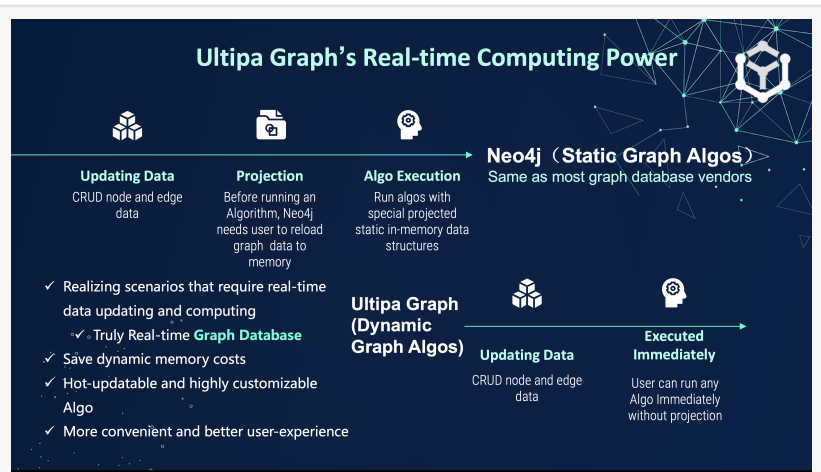 Ultipa Graph’s Real-time Computing Power
Updating Data
CRUD node and edge
data
Projection
Before running an
Algorithm, Neo4j
needs user to reload
graph data to
memory
Algo Execution
Run algos with
special projected
static in-memory data
structures
Neo4j（Static Graph Algos）
Same as most graph database vendors
✓ Realizing scenarios that require real-time
data updating and computing
✓ Truly Real-time Graph Database
✓ Save dynamic memory costs
✓ Hot-updatable and highly customizable
Algo
✓ More convenient and better user-experience
Ultipa Graph
(Dynamic
Graph Algos)
Updating Data
CRUD node and edge
data
Executed
Immediately
User can run any
Algo Immediately
without projection